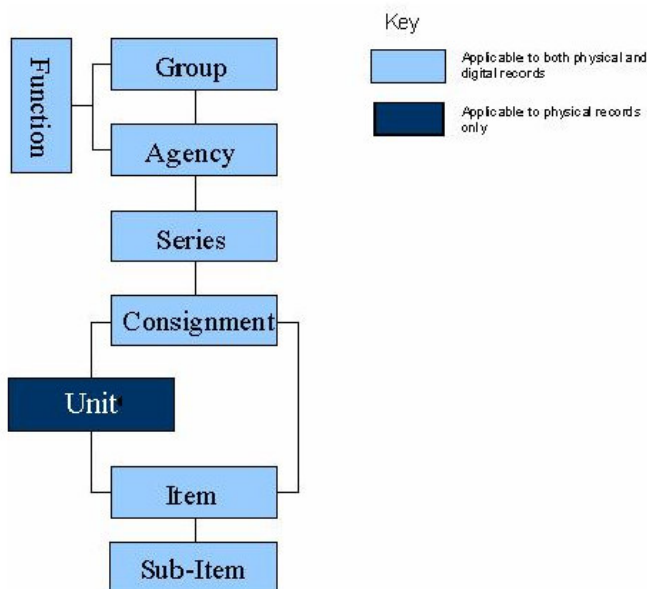 Key
Applicable to both physical and
digital records
Applicable to physical records
only
Function
Group
Agency
Series
Consignment
Unit
Item
Sub-Item